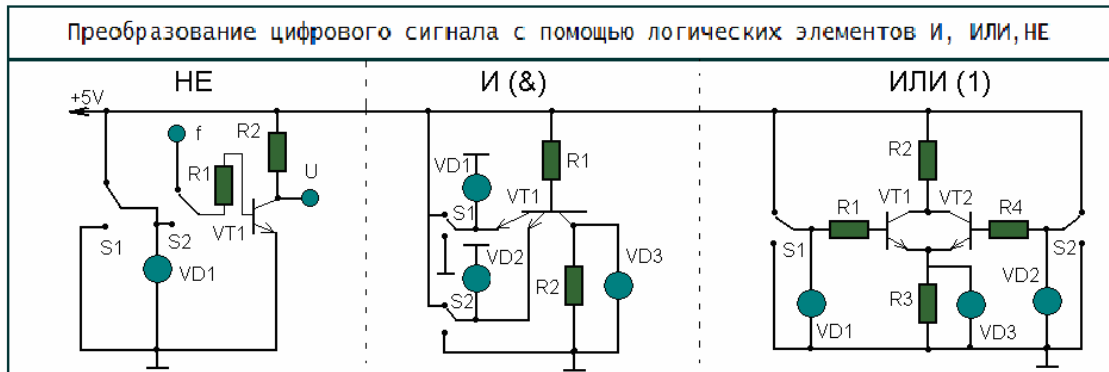 Преобразование цифрового сигнала с помощью логических элементов И, ИЛИ,НЕ
НЕ
И (&)
ИЛИ (1)
+5V
f
R2
R1
U
VT1
S1
S2
VD1
VD1
R1
VT1
S1
VD2
S2
R2
VD3
R2
VT1
VT2
R1
R4
S1
S2
VD2
R3
VD1
VD3